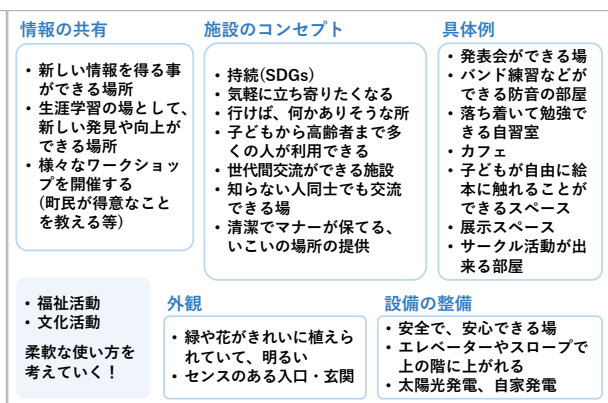 情報の共有
・新しい情報を得る事
ができる場所
・生涯学習の場として、
新しい発見や向上が
できる場所
・様々なワークショッ
プを開催する
(町民が得意なこと
を教える等)
施設のコンセプト
・持続(SDGs)
・気軽に立ち寄りたくなる
・行けば、何かありそうな所
・子どもから高齢者まで多
くの人が利用できる
・世代間交流ができる施設
・知らない人同士でも交流
できる場
・清潔でマナーが保てる、
いこいの場所の提供
具体例
・発表会ができる場
・バンド練習などが
できる防音の部屋
・落ち着いて勉強で
きる自習室
・カフェ
・子どもが自由に絵
本に触れることが
できるスペース
・展示スペース
・サークル活動が出
来る部屋
・福祉活動
・文化活動
柔軟な使い方を
考えていく！
外観
・緑や花がきれいに植えら
れていて、明るい
・センスのある入口・玄関
設備の整備
・安全で、安心できる場
・エレベーターやスロープで
上の階に上がれる
・太陽光発電、自家発電